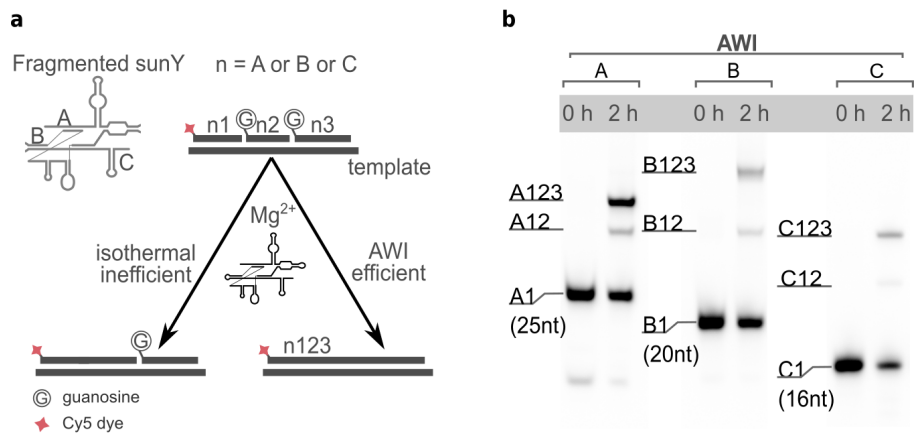 a
Fragmented sunY
A
B
C
n = A or B or C
G
G
n1
n2
n3
template
Mg2+
isothermal
inefficient
AWI
efficient
G
n123
G guanosine
Cy5 dye
b
AWI
A
B
C
0 h 2 h 0 h 2 h 0 h 2 h
A123
A12
A1
(25nt)
B123
B12
B1
(20nt)
C123
C12
C1
(16nt)